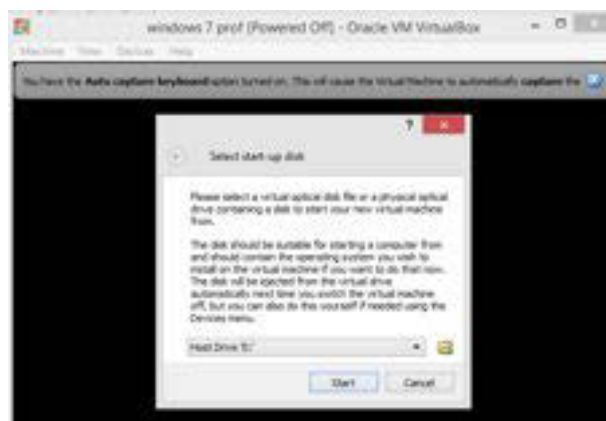 windows 7 prof (Powered Off) - Oracle VM VirtualBox
Machine View Devices Help
You have the Auto capture keyboard option turned on. This will cause the Virtual Machine to automatically capture the
?
Select start-up disk
Please select a virtual optical disk file or a physical optical
drive containing a disk to start your new virtual machine
from.
The disk should be suitable for starting a computer from
and should contain the operating system you wish to
install on the virtual machine if you want to do that now.
The disk will be ejected from the virtual drive
automatically next time you switch the virtual machine
off, but you can also do this yourself if needed using the
Devices menu.
Host Drive
Start Cancel